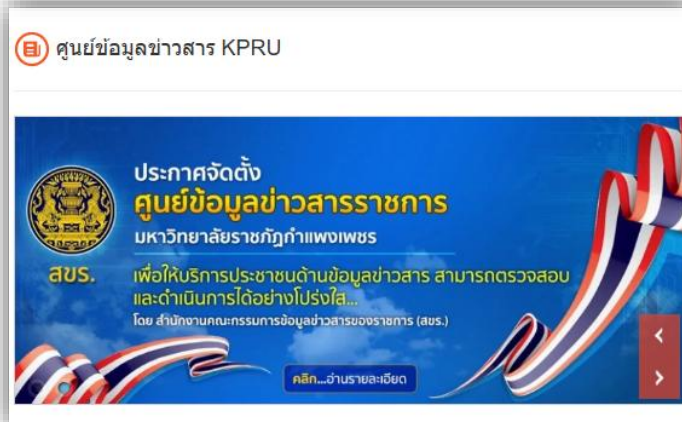 ศูนย์ข้อมูลข่าวสาร KPRU
ประกาศจัดตั้ง
ศูนย์ข้อมูลข่าวสารราชการ
มหาวิทยาลัยราชภัฏกำแพงเพชร
สขร.
เพื่อให้บริการประชาชนด้านข้อมูลข่าวสาร สามารถตรวจสอบ
และดำเนินการได้อย่างโปร่งใส...
โดย สำนักงานคณะกรรมการข้อมูลข่าวสารของราชการ (สขร.)
คลิก...อ่านรายละเอียด